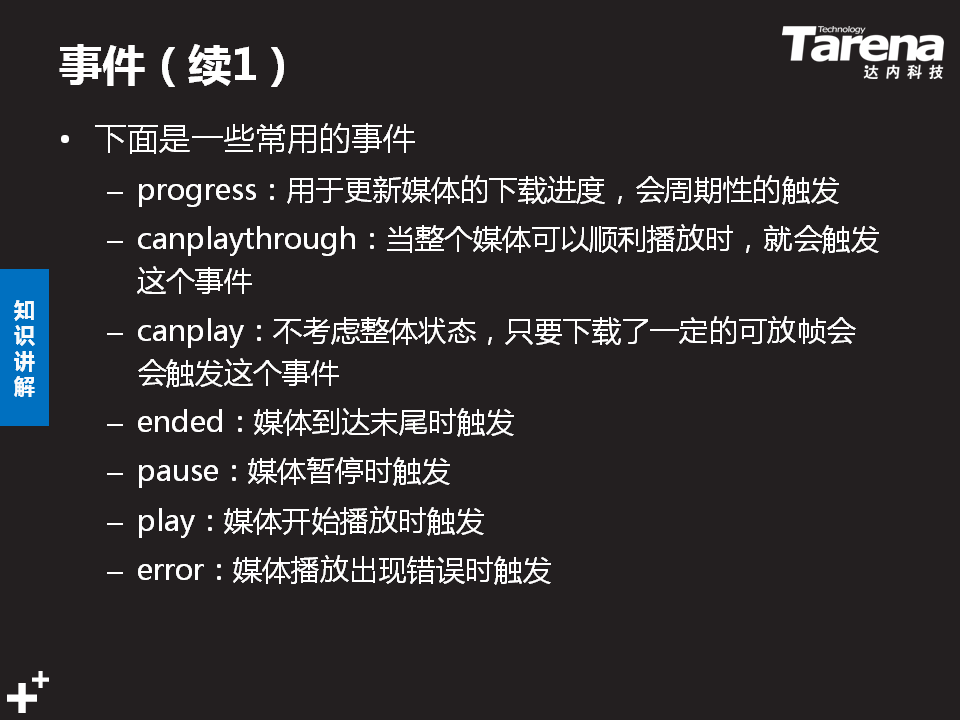 事件（续1）
Technology
Tarena
达内科技
• 下面是一些常用的事件
– progress：用于更新媒体的下载进度，会周期性的触发
– canplaythrough：当整个媒体可以顺利播放时，就会触发
这个事件
– canplay：不考虑整体状态，只要下载了一定的可放帧会
会触发这个事件
– ended：媒体到达末尾时触发
– pause：媒体暂停时触发
– play：媒体开始播放时触发
– error：媒体播放出现错误时触发
知
识
讲
解